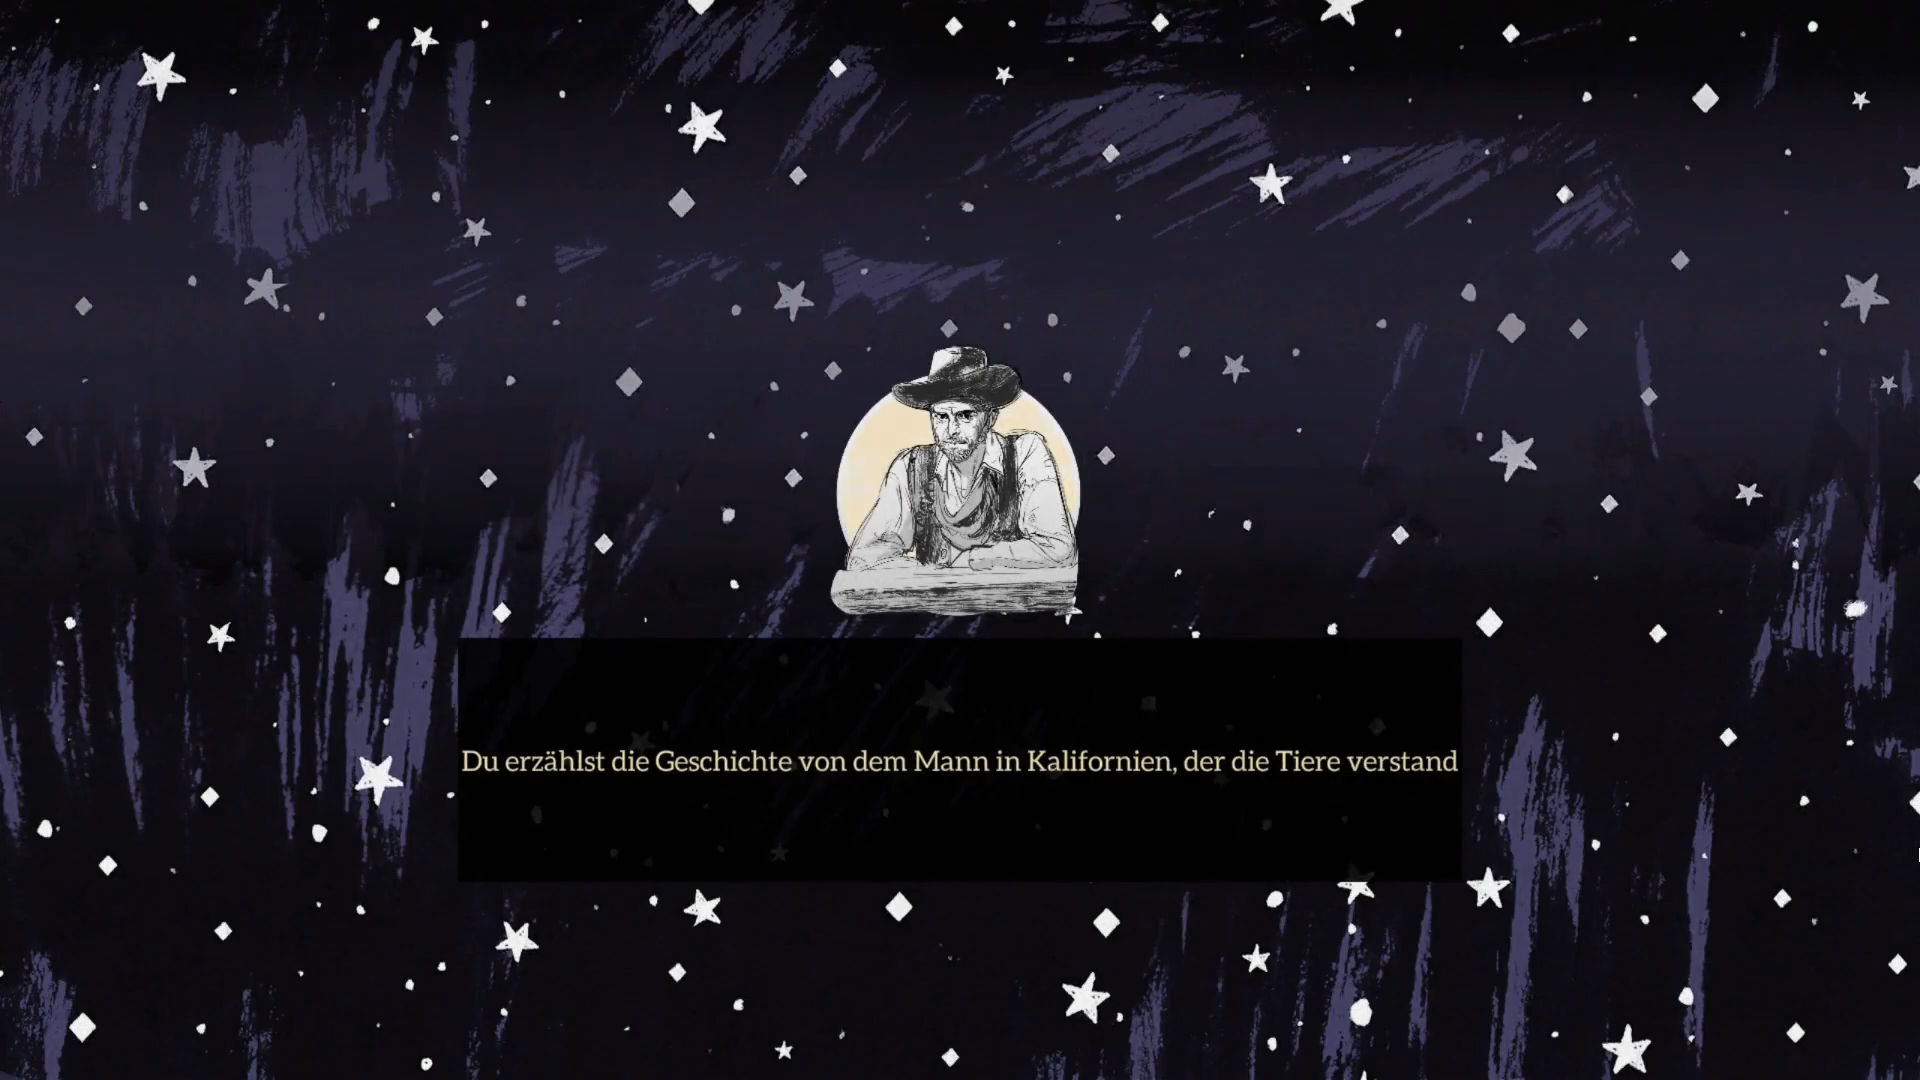 Du erzählst die Geschichte von dem Mann in Kalifornien, der die Tiere verstand